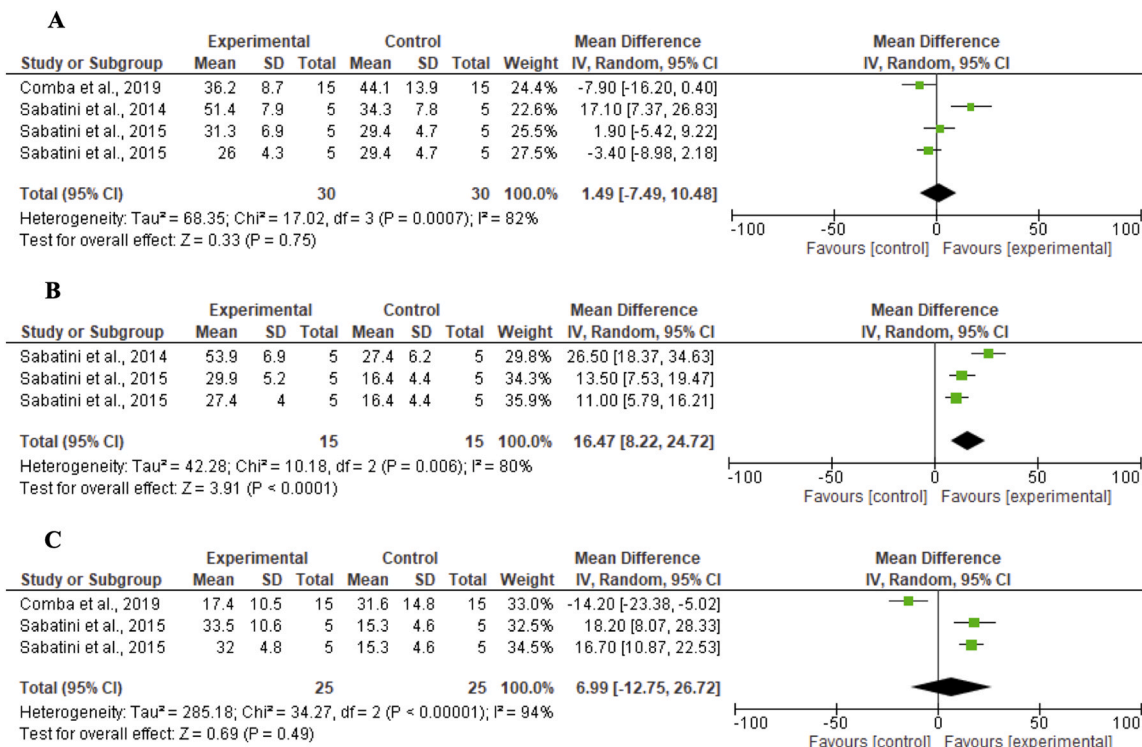 A
Experimental Control Mean Difference Mean Difference
Study or Subgroup Mean SD Total Mean SD Total Weight IV, Random, 95% CI IV, Random, 95% CI
Comba et al., 2019 36.2 8.7 15 44.1 13.9 15 24.4% -7.90 [-16.20, 0.40]
Sabatini et al., 2014 51.4 7.9 5 34.3 7.8 5 22.6% 17.10 [7.37, 26.83]
Sabatini et al., 2015 31.3 6.9 5 29.4 4.7 5 25.5% 1.90 [-5.42, 9.22]
Sabatini et al., 2015 26 4.3 5 29.4 4.7 5 27.5% -3.40 [-8.98, 2.18]
Total (95% CI) 30 30 100.0% 1.49 [-7.49, 10.48]
Heterogeneity: Tau² = 68.35; Chi² = 17.02, df = 3 (P = 0.0007); I² = 82%
Test for overall effect: Z = 0.33 (P = 0.75)
-100 -50 0 50 100
Favours [control] Favours [experimental]
B
Experimental Control Mean Difference Mean Difference
Study or Subgroup Mean SD Total Mean SD Total Weight IV, Random, 95% CI IV, Random, 95% CI
Sabatini et al., 2014 53.9 6.9 5 27.4 6.2 5 29.8% 26.50 [18.37, 34.63]
Sabatini et al., 2015 29.9 5.2 5 16.4 4.4 5 34.3% 13.50 [7.53, 19.47]
Sabatini et al., 2015 27.4 4 5 16.4 4.4 5 35.9% 11.00 [5.79, 16.21]
Total (95% CI) 15 15 100.0% 16.47 [8.22, 24.72]
Heterogeneity: Tau² = 42.28; Chi² = 10.18, df = 2 (P = 0.006); I² = 80%
Test for overall effect: Z = 3.91 (P < 0.0001)
-100 -50 0 50 100
Favours [control] Favours [experimental]
C
Experimental Control Mean Difference Mean Difference
Study or Subgroup Mean SD Total Mean SD Total Weight IV, Random, 95% CI IV, Random, 95% CI
Comba et al., 2019 17.4 10.5 15 31.6 14.8 15 33.0% -14.20 [-23.38, -5.02]
Sabatini et al., 2015 33.5 10.6 5 15.3 4.6 5 32.5% 18.20 [8.07, 28.33]
Sabatini et al., 2015 32 4.8 5 15.3 4.6 5 34.5% 16.70 [10.87, 22.53]
Total (95% CI) 25 25 100.0% 6.99 [-12.75, 26.72]
Heterogeneity: Tau² = 285.18; Chi² = 34.27, df = 2 (P < 0.00001); I² = 94%
Test for overall effect: Z = 0.69 (P = 0.49)
-100 -50 0 50 100
Favours [control] Favours [experimental]